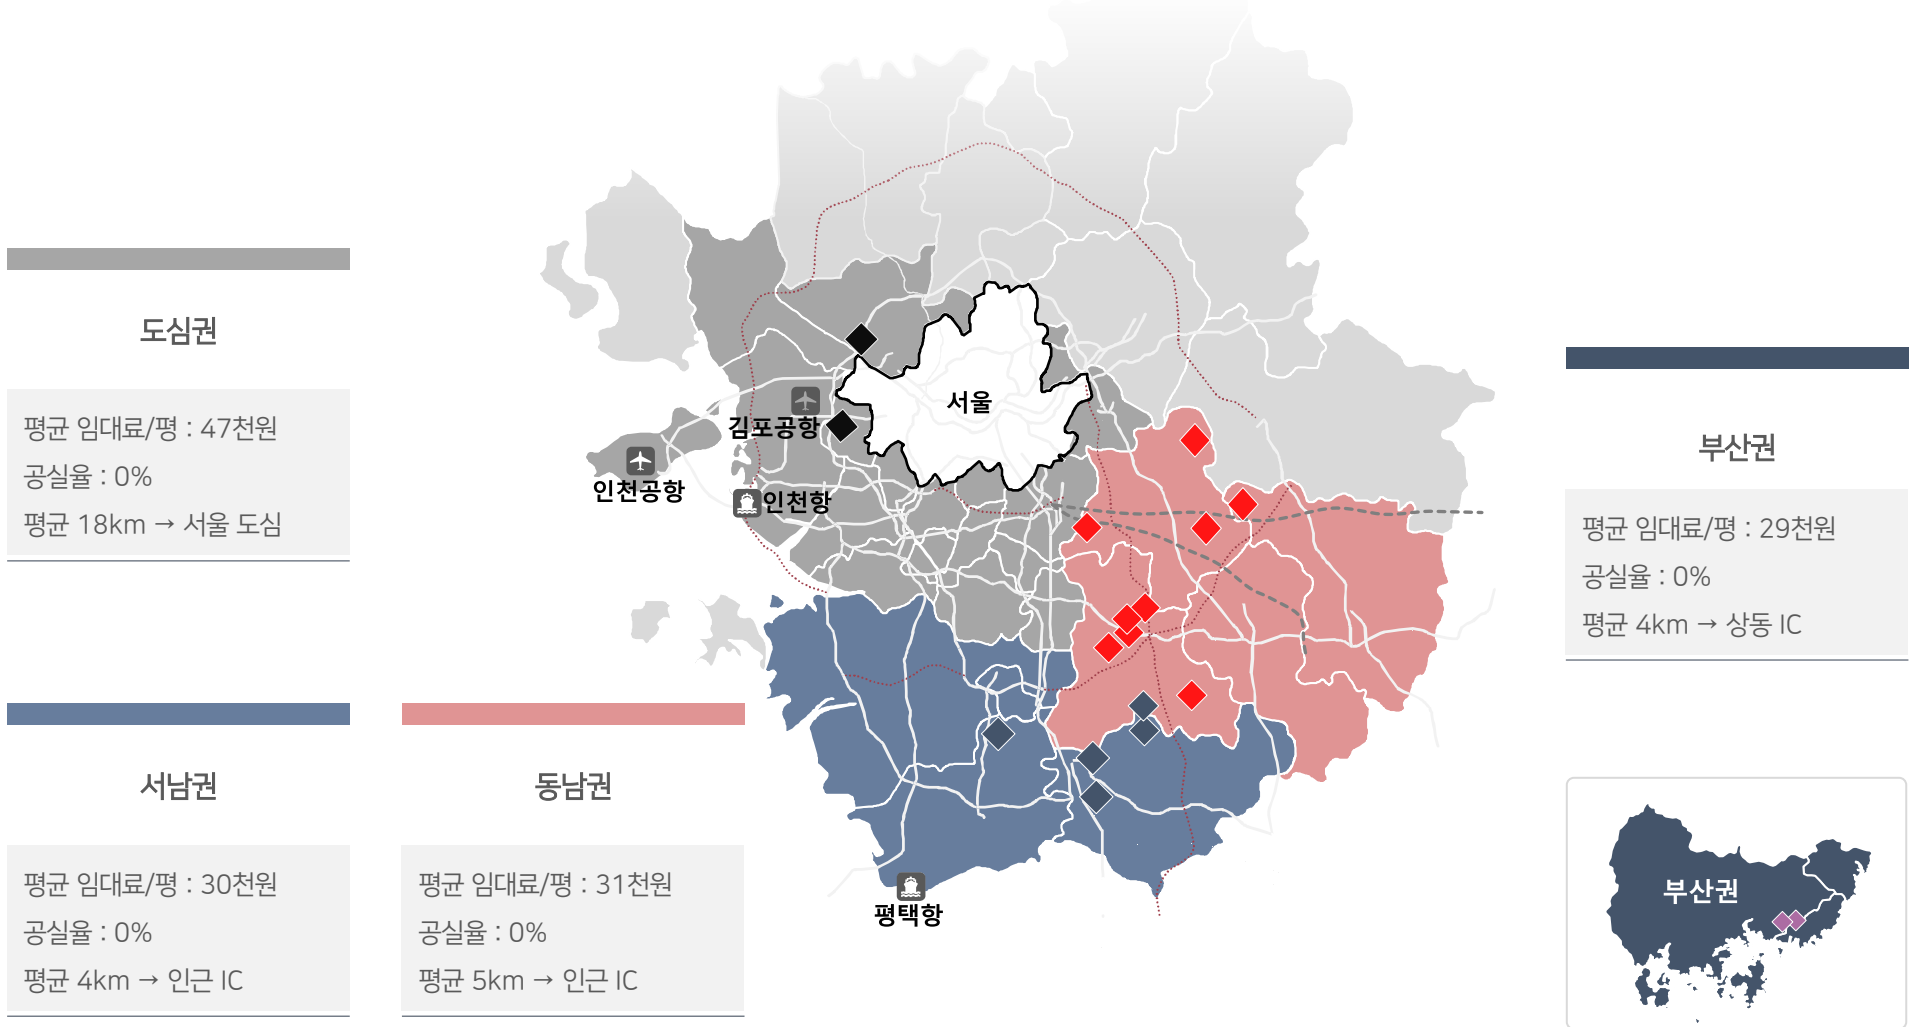 도심권
평균 임대료/평 : 47천원
공실율 : 0%
평균 18km → 서울 도심
서남권
평균 임대료/평 : 30천원
공실율 : 0%
평균 4km → 인근 IC
동남권
평균 임대료/평 : 31천원
공실율 : 0%
평균 5km → 인근 IC
서울
김포공항
인천공항
인천항
평택항
부산권
평균 임대료/평 : 29천원
공실율 : 0%
평균 4km → 상동 IC
부산권